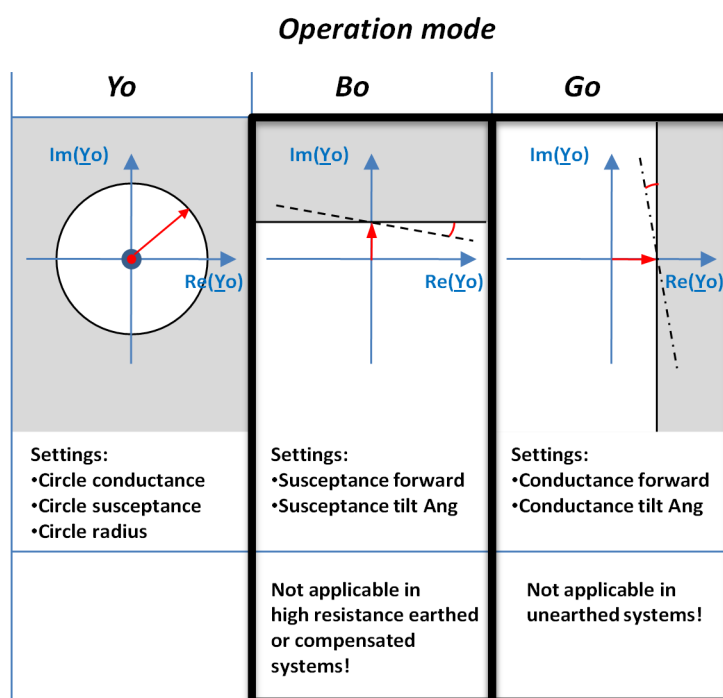 Operation mode
Yo
Bo
Go
Im(Yo)
Re(Yo)
Im(Yo)
Re(Yo)
Im(Yo)
Re(Yo)
Settings:
•Circle conductance
•Circle susceptance
•Circle radius
Settings:
•Susceptance forward
•Susceptance tilt Ang
Settings:
•Conductance forward
•Conductance tilt Ang
Not applicable in
high resistance earthed
or compensated
systems!
Not applicable in
unearthed systems!